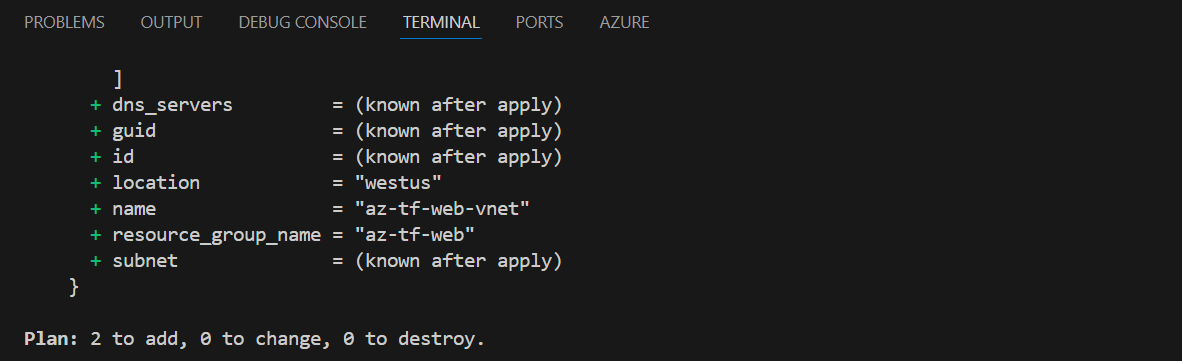 PROBLEMS OUTPUT DEBUG CONSOLE TERMINAL PORTS AZURE
]
+ dns_servers = (known after apply)
+ guid = (known after apply)
+ id = (known after apply)
+ location = "westus"
+ name = "az-tf-web-vnet"
+ resource_group_name = "az-tf-web"
+ subnet = (known after apply)
}
Plan: 2 to add, 0 to change, 0 to destroy.